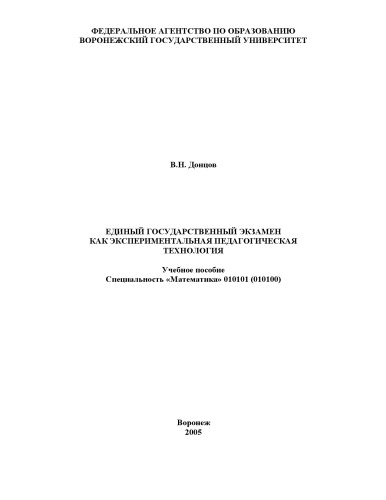 ФЕДЕРАЛЬНОЕ АГЕНТСТВО ПО ОБРАЗОВАНИЮ
ВОРОНЕЖСКИЙ ГОСУДАРСТВЕННЫЙ УНИВЕРСИТЕТ
В.Н. Донцов
ЕДИНЫЙ ГОСУДАРСТВЕННЫЙ ЭКЗАМЕН
КАК ЭКСПЕРИМЕНТАЛЬНАЯ ПЕДАГОГИЧЕСКАЯ
ТЕХНОЛОГИЯ
Учебное пособие
Специальность «Математика» 010101 (010100)
Воронеж
2005